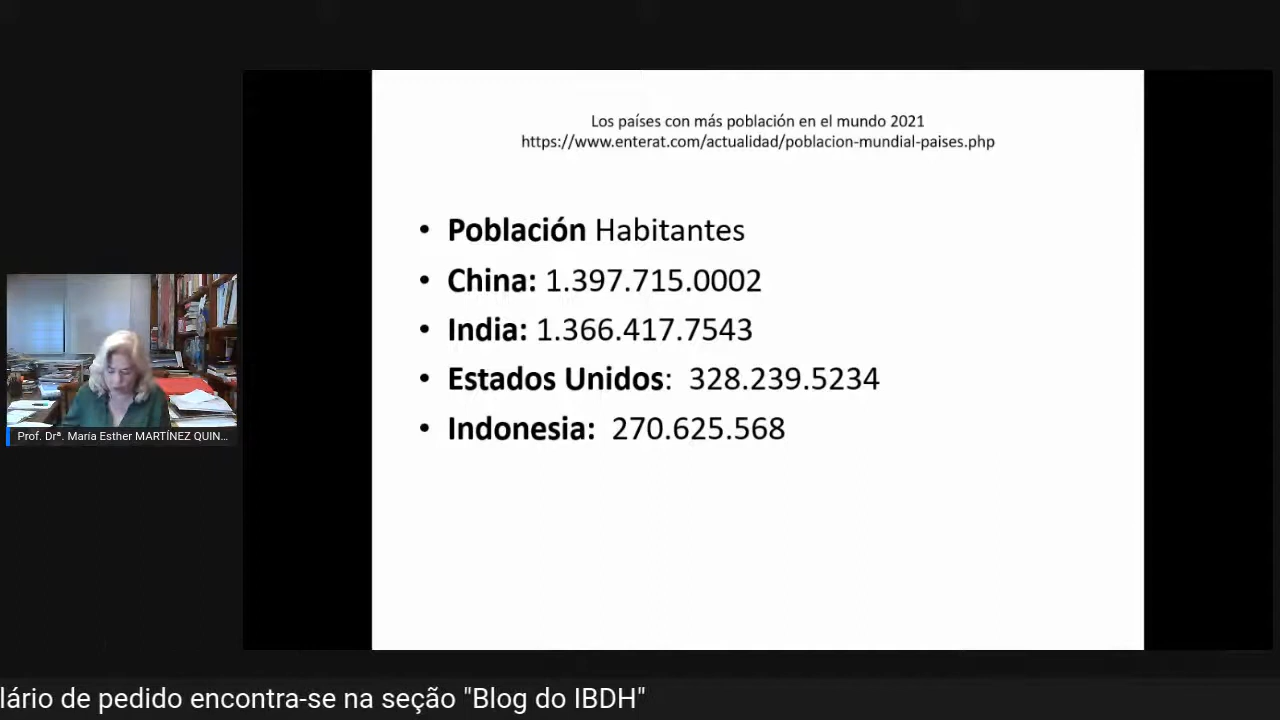 Los países con más población en el mundo 2021
https://www.enterat.com/actualidad/poblacion-mundial-paises.php
• Población Habitantes
• China: 1.397.715.0002
• India: 1.366.417.7543
• Estados Unidos: 328.239.5234
• Indonesia: 270.625.568
Prof. Drª. María Esther MARTÍNEZ QUIN...
lário de pedido encontra-se na seção "Blog do IBDH"